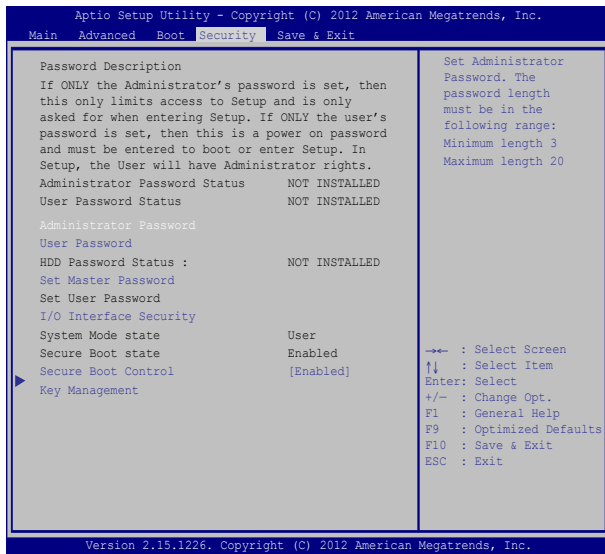 Aptio Setup Utility - Copyright (C) 2012 American Megatrends, Inc.
Main Advanced Boot Security Save & Exit
Password Description
If ONLY the Administrator's password is set, then
this only limits access to Setup and is only
asked for when entering Setup. If ONLY the user's
password is set, then this is a power on password
and must be entered to boot or enter Setup. In
Setup, the User will have Administrator rights.
Administrator Password Status NOT INSTALLED
User Password Status NOT INSTALLED
Administrator Password
User Password
HDD Password Status : NOT INSTALLED
Set Master Password
Set User Password
I/O Interface Security
System Mode state User
Secure Boot state Enabled
Secure Boot Control [Enabled]
Key Management
Set Administrator
Password. The
password length
must be in the
following range:
Minimum length 3
Maximum length 20
→← : Select Screen
↑↓ : Select Item
Enter: Select
+/— : Change Opt.
F1 : General Help
F9 : Optimized Defaults
F10 : Save & Exit
ESC : Exit
Version 2.15.1226. Copyright (C) 2012 American Megatrends, Inc.